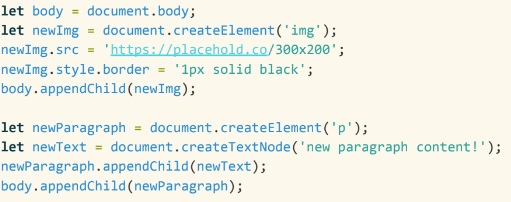 let body = document.body;
let newImg = document.createElement('img');
newImg.src = 'https://placehold.co/300x200';
newImg.style.border = '1px solid black';
body.appendChild(newImg);

let newParagraph = document.createElement('p');
let newText = document.createTextNode('new paragraph content!');
newParagraph.appendChild(newText);
body.appendChild(newParagraph);